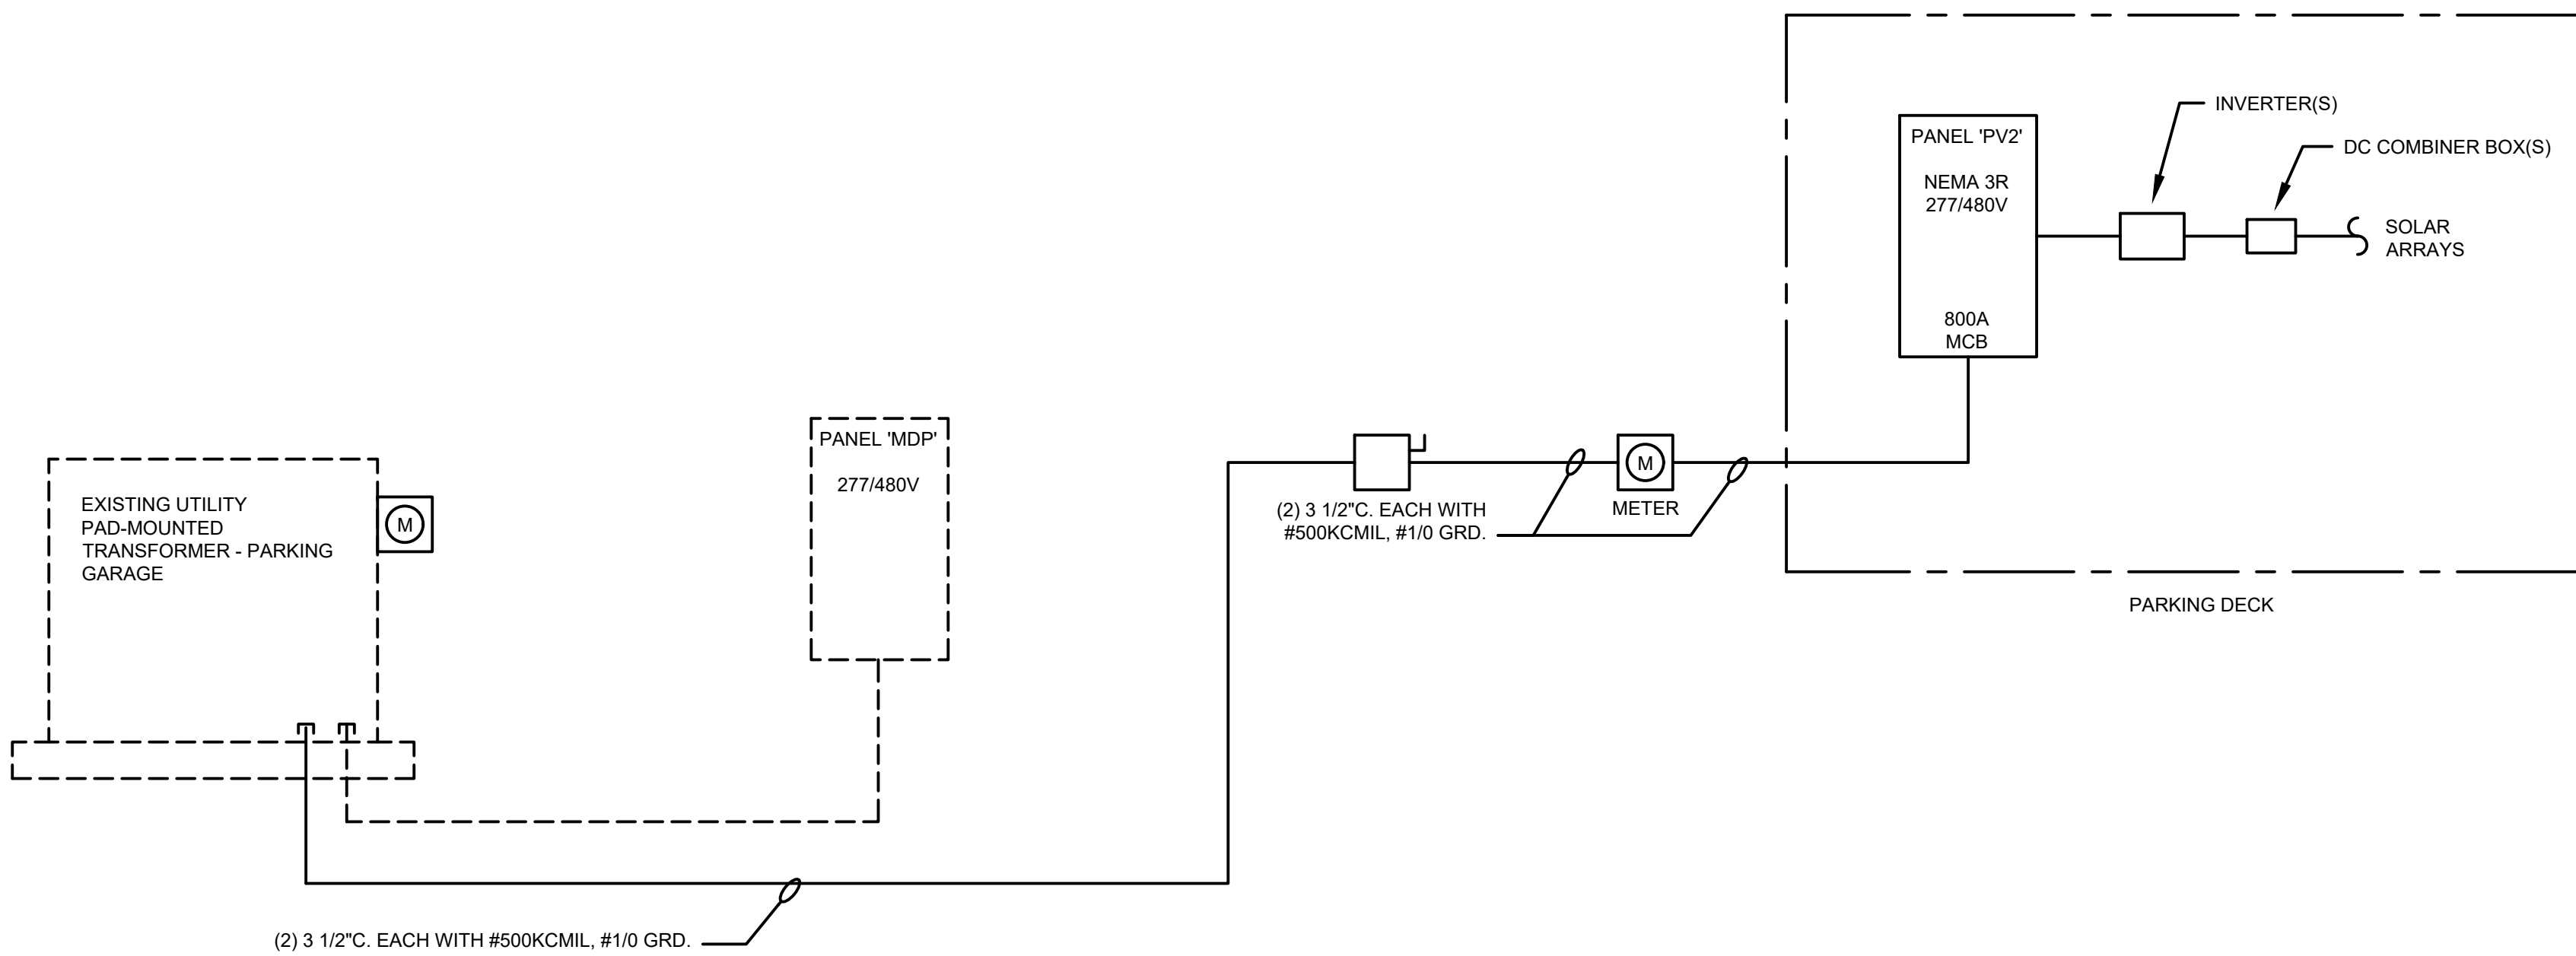 INVERTER(S)
DC COMBINER BOX(S)
PANEL 'PV2'
NEMA 3R
277/480V
800A
MCB
SOLAR
ARRAYS
PANEL 'MDP'
277/480V
EXISTING UTILITY
PAD-MOUNTED
TRANSFORMER - PARKING
GARAGE
M
(2) 3 1/2"C. EACH WITH
#500KCMIL, #1/0 GRD.
M
METER
PARKING DECK
(2) 3 1/2"C. EACH WITH #500KCMIL, #1/0 GRD.